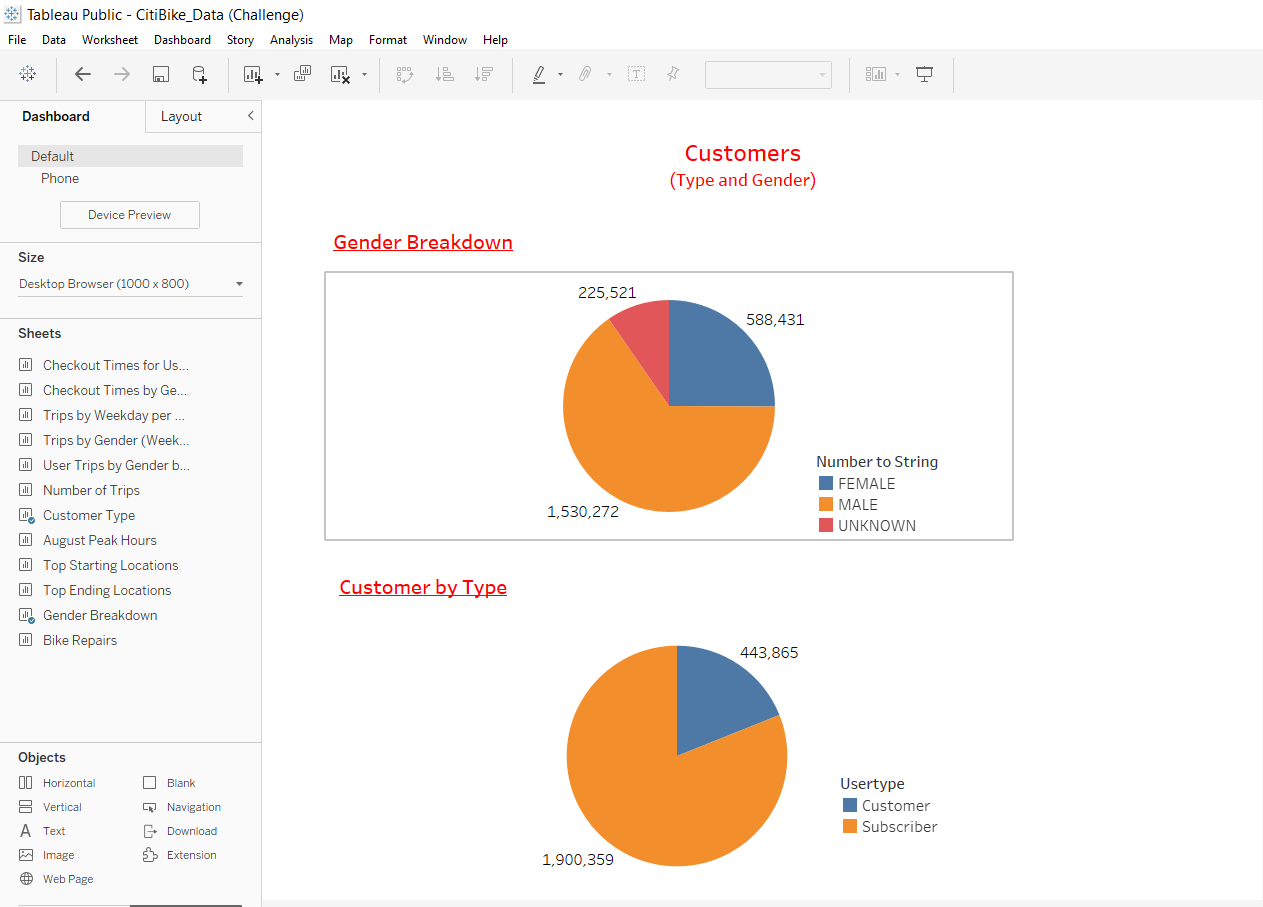 Tableau Public - CitiBike_Data (Challenge)
File Data Worksheet Dashboard Story Analysis Map Format Window Help
Dashboard Layout
Default
Phone
Device Preview
Size
Desktop Browser (1000 x 800)
Sheets
Checkout Times for Us...
Checkout Times by Ge...
Trips by Weekday per ...
Trips by Gender (Week...
User Trips by Gender b...
Number of Trips
Customer Type
August Peak Hours
Top Starting Locations
Top Ending Locations
Gender Breakdown
Bike Repairs
Objects
Horizontal Blank
Vertical Navigation
Text Download
Image Extension
Web Page
Customers
(Type and Gender)
Gender Breakdown
225,521
588,431
1,530,272
Number to String
FEMALE
MALE
UNKNOWN
Customer by Type
443,865
1,900,359
Usertype
Customer
Subscriber